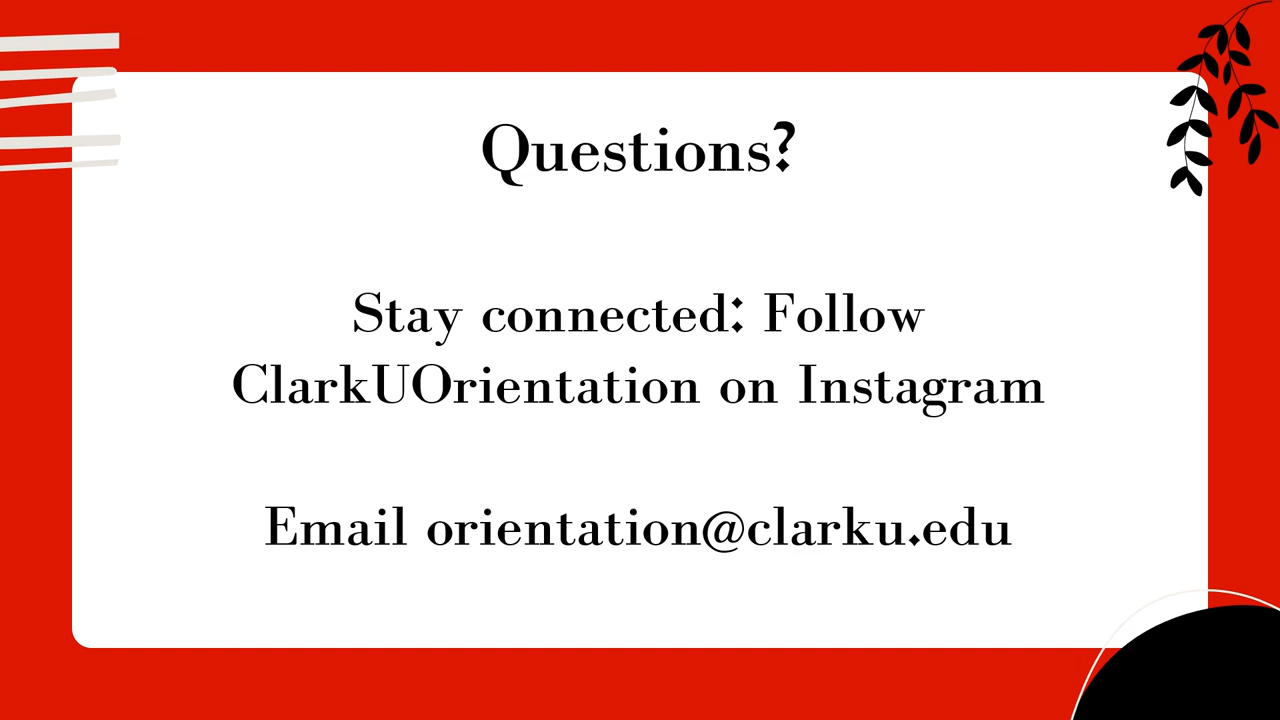 Questions?
Stay connected: Follow
ClarkUOrientation on Instagram
Email orientation@clarku.edu